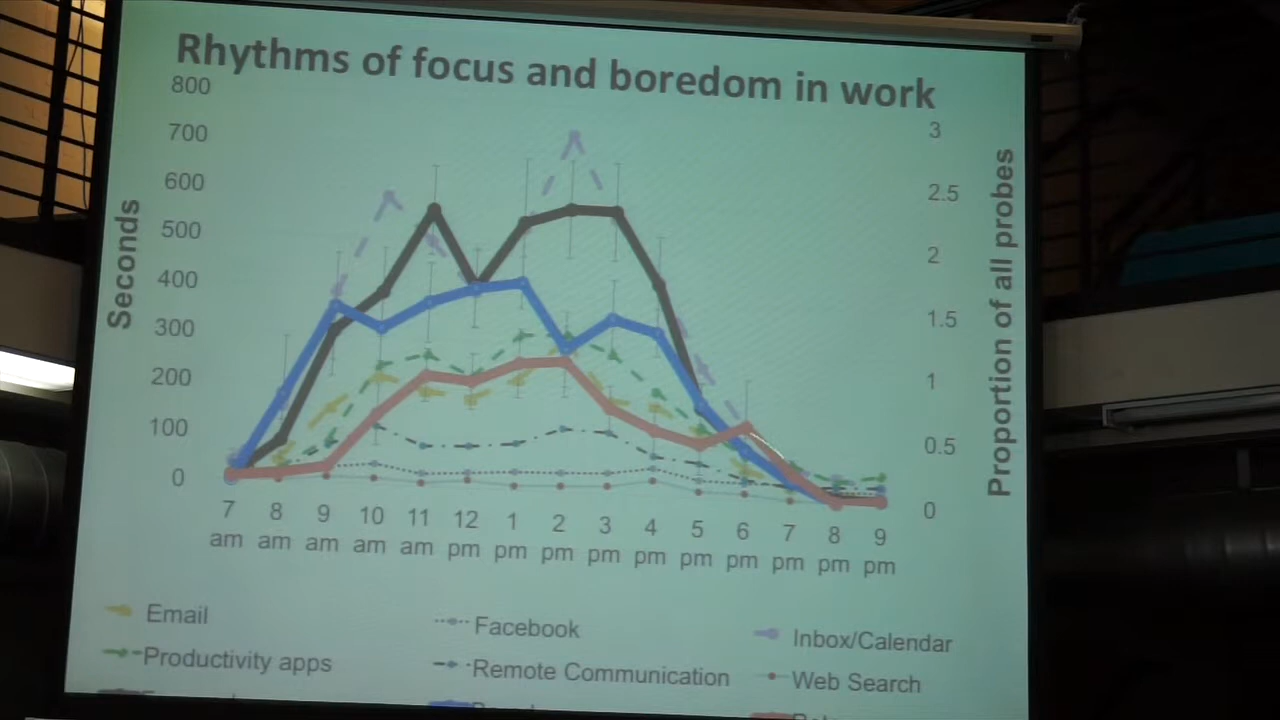 Rhythms of focus and boredom in work
800
700
600
500
400
300
200
100
0
Seconds
3
2.5
2
1.5
1
0.5
0
Proportion of all probes
7 am
8 am
9 am
10 am
11 am
12 pm
1 pm
2 pm
3 pm
4 pm
5 pm
6 pm
7 pm
8 pm
9 pm
Email
Facebook
Inbox/Calendar
Productivity apps
Remote Communication
Web Search